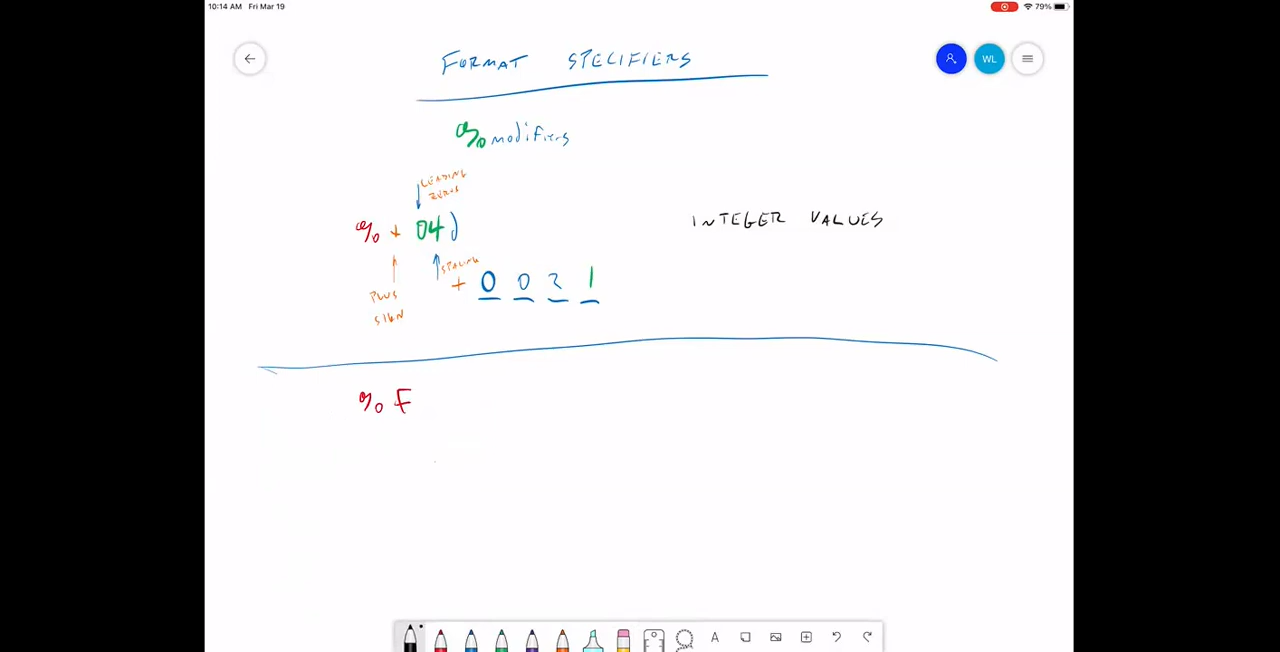 10:14 AM Fri Mar 19
79%
FORMAT SPECIFIERS
WL
% modifiers
LEADING
ZEROS
% + 04d
INTEGER VALUES
SPACING
+ 0 0 2 1
PLUS
SIGN
% F
A